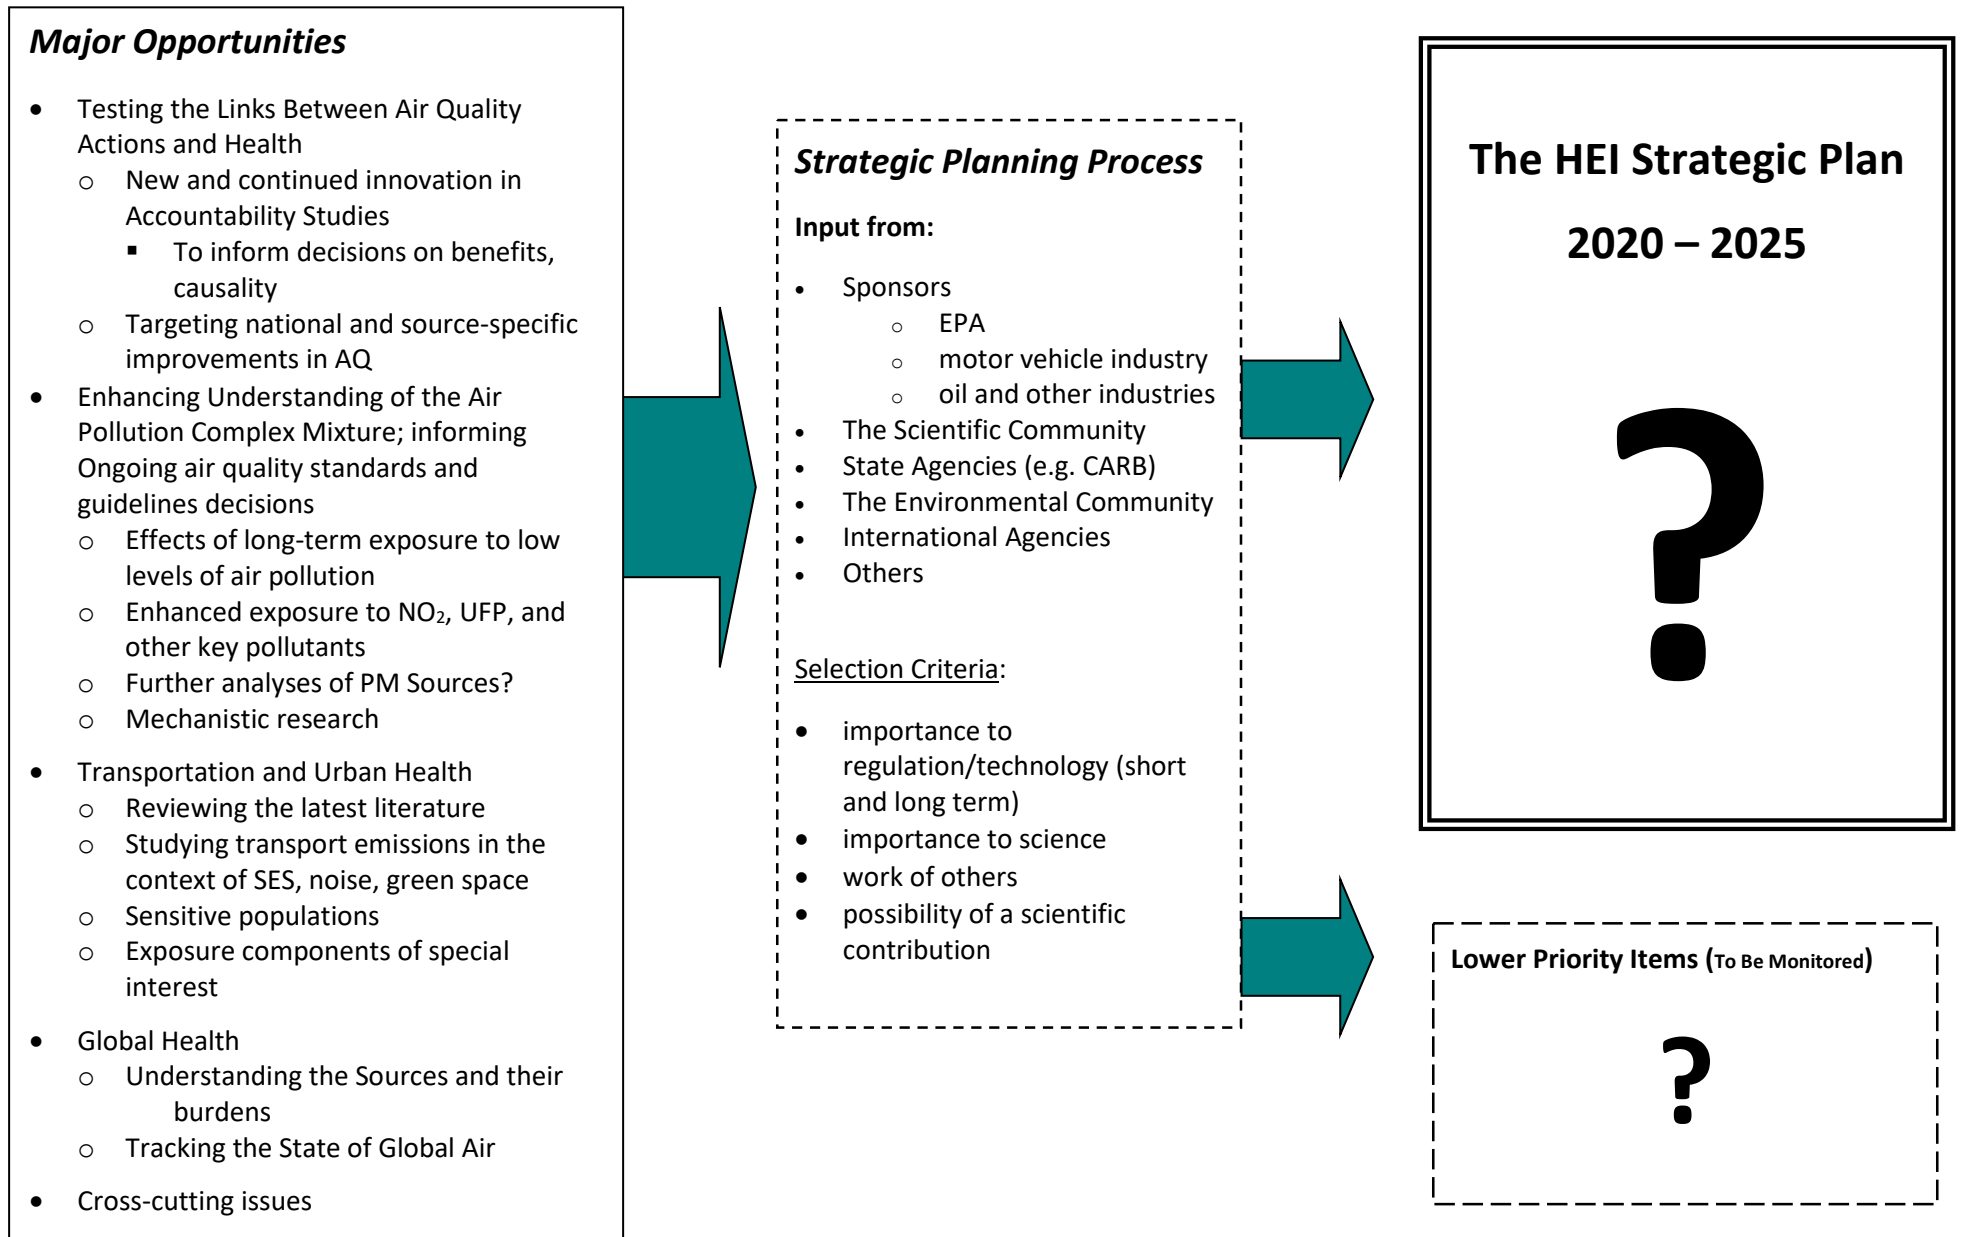 Major Opportunities
• Testing the Links Between Air Quality
Actions and Health
o New and continued innovation in
Accountability Studies
▪ To inform decisions on benefits,
causality
o Targeting national and source-specific
improvements in AQ
• Enhancing Understanding of the Air
Pollution Complex Mixture; informing
Ongoing air quality standards and
guidelines decisions
o Effects of long-term exposure to low
levels of air pollution
o Enhanced exposure to NO₂, UFP, and
other key pollutants
o Further analyses of PM Sources?
o Mechanistic research
• Transportation and Urban Health
o Reviewing the latest literature
o Studying transport emissions in the
context of SES, noise, green space
o Sensitive populations
o Exposure components of special
interest
• Global Health
o Understanding the Sources and their
burdens
o Tracking the State of Global Air
• Cross-cutting issues
Strategic Planning Process
Input from:
• Sponsors
o EPA
o motor vehicle industry
o oil and other industries
• The Scientific Community
• State Agencies (e.g. CARB)
• The Environmental Community
• International Agencies
• Others
Selection Criteria:
• importance to
regulation/technology (short
and long term)
• importance to science
• work of others
• possibility of a scientific
contribution
The HEI Strategic Plan
2020 – 2025
?
Lower Priority Items (To Be Monitored)
?